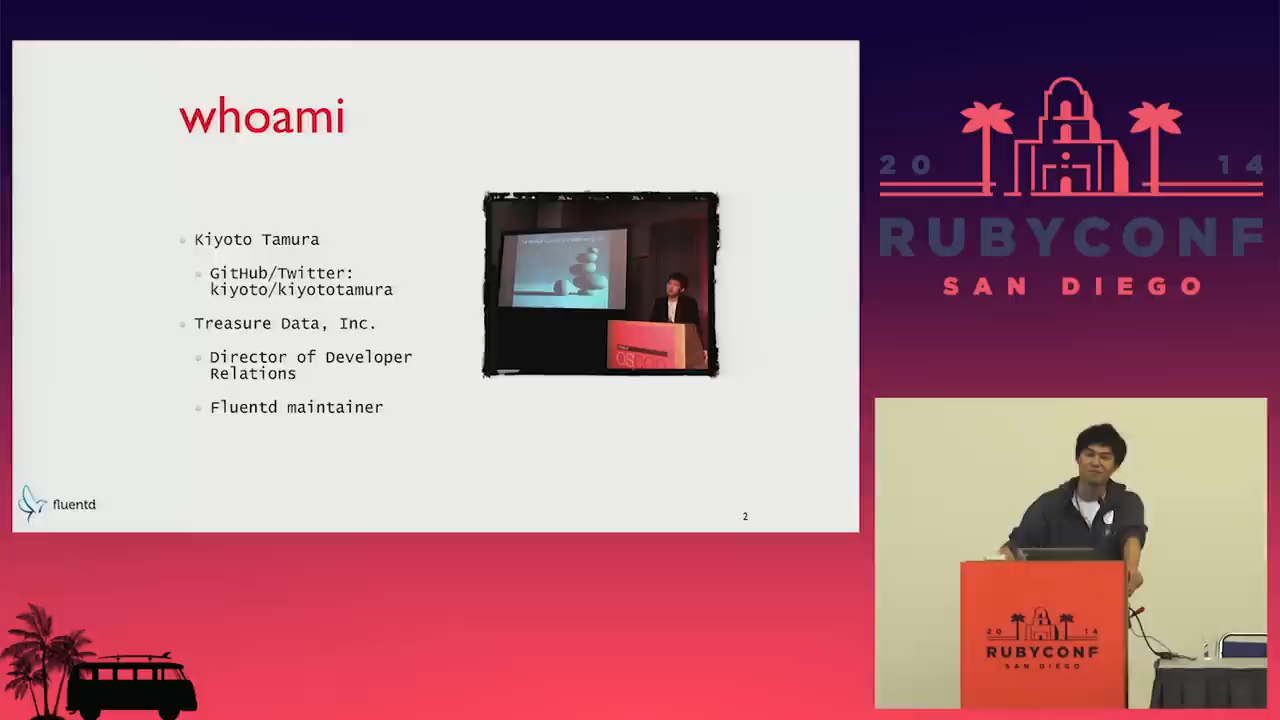 whoami
Kiyoto Tamura
GitHub/Twitter:
kiyoto/kiyototamura
Treasure Data, Inc.
Director of Developer
Relations
Fluentd maintainer
fluentd
2
20 14
RUBYCONF
SAN DIEGO
20 14
RUBYCONF
SAN DIEGO